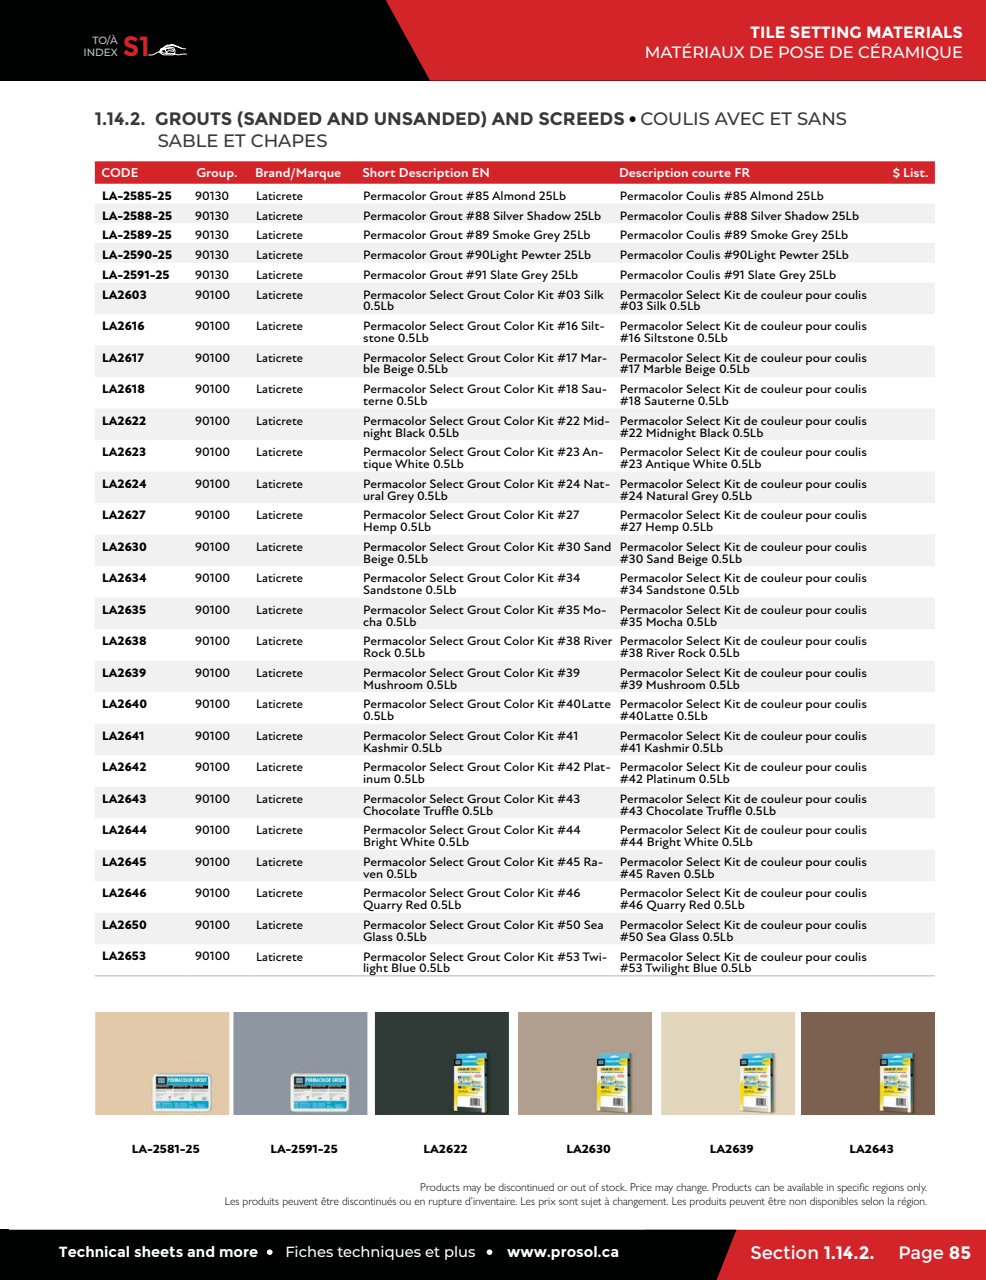 TO/À
INDEX S1
TILE SETTING MATERIALS
MATÉRIAUX DE POSE DE CÉRAMIQUE
1.14.2. GROUTS (SANDED AND UNSANDED) AND SCREEDS • COULIS AVEC ET SANS
SABLE ET CHAPES
CODE Group. Brand/Marque Short Description EN Description courte FR $ List.
LA-2585-25 90130 Laticrete Permacolor Grout #85 Almond 25Lb Permacolor Coulis #85 Almond 25Lb
LA-2588-25 90130 Laticrete Permacolor Grout #88 Silver Shadow 25Lb Permacolor Coulis #88 Silver Shadow 25Lb
LA-2589-25 90130 Laticrete Permacolor Grout #89 Smoke Grey 25Lb Permacolor Coulis #89 Smoke Grey 25Lb
LA-2590-25 90130 Laticrete Permacolor Grout #90Light Pewter 25Lb Permacolor Coulis #90Light Pewter 25Lb
LA-2591-25 90130 Laticrete Permacolor Grout #91 Slate Grey 25Lb Permacolor Coulis #91 Slate Grey 25Lb
LA2603 90100 Laticrete Permacolor Select Grout Color Kit #03 Silk Permacolor Select Kit de couleur pour coulis
0.5Lb #03 Silk 0.5Lb
LA2616 90100 Laticrete Permacolor Select Grout Color Kit #16 Silt- Permacolor Select Kit de couleur pour coulis
stone 0.5Lb #16 Siltstone 0.5Lb
LA2617 90100 Laticrete Permacolor Select Grout Color Kit #17 Mar- Permacolor Select Kit de couleur pour coulis
ble Beige 0.5Lb #17 Marble Beige 0.5Lb
LA2618 90100 Laticrete Permacolor Select Grout Color Kit #18 Sau- Permacolor Select Kit de couleur pour coulis
terne 0.5Lb #18 Sauterne 0.5Lb
LA2622 90100 Laticrete Permacolor Select Grout Color Kit #22 Mid- Permacolor Select Kit de couleur pour coulis
night Black 0.5Lb #22 Midnight Black 0.5Lb
LA2623 90100 Laticrete Permacolor Select Grout Color Kit #23 An- Permacolor Select Kit de couleur pour coulis
tique White 0.5Lb #23 Antique White 0.5Lb
LA2624 90100 Laticrete Permacolor Select Grout Color Kit #24 Nat- Permacolor Select Kit de couleur pour coulis
ural Grey 0.5Lb #24 Natural Grey 0.5Lb
LA2627 90100 Laticrete Permacolor Select Grout Color Kit #27 Permacolor Select Kit de couleur pour coulis
Hemp 0.5Lb #27 Hemp 0.5Lb
LA2630 90100 Laticrete Permacolor Select Grout Color Kit #30 Sand Permacolor Select Kit de couleur pour coulis
Beige 0.5Lb #30 Sand Beige 0.5Lb
LA2634 90100 Laticrete Permacolor Select Grout Color Kit #34 Permacolor Select Kit de couleur pour coulis
Sandstone 0.5Lb #34 Sandstone 0.5Lb
LA2635 90100 Laticrete Permacolor Select Grout Color Kit #35 Mo- Permacolor Select Kit de couleur pour coulis
cha 0.5Lb #35 Mocha 0.5Lb
LA2638 90100 Laticrete Permacolor Select Grout Color Kit #38 River Permacolor Select Kit de couleur pour coulis
Rock 0.5Lb #38 River Rock 0.5Lb
LA2639 90100 Laticrete Permacolor Select Grout Color Kit #39 Permacolor Select Kit de couleur pour coulis
Mushroom 0.5Lb #39 Mushroom 0.5Lb
LA2640 90100 Laticrete Permacolor Select Grout Color Kit #40Latte Permacolor Select Kit de couleur pour coulis
0.5Lb #40Latte 0.5Lb
LA2641 90100 Laticrete Permacolor Select Grout Color Kit #41 Permacolor Select Kit de couleur pour coulis
Kashmir 0.5Lb #41 Kashmir 0.5Lb
LA2642 90100 Laticrete Permacolor Select Grout Color Kit #42 Plat- Permacolor Select Kit de couleur pour coulis
inum 0.5Lb #42 Platinum 0.5Lb
LA2643 90100 Laticrete Permacolor Select Grout Color Kit #43 Permacolor Select Kit de couleur pour coulis
Chocolate Truffle 0.5Lb #43 Chocolate Truffle 0.5Lb
LA2644 90100 Laticrete Permacolor Select Grout Color Kit #44 Permacolor Select Kit de couleur pour coulis
Bright White 0.5Lb #44 Bright White 0.5Lb
LA2645 90100 Laticrete Permacolor Select Grout Color Kit #45 Ra- Permacolor Select Kit de couleur pour coulis
ven 0.5Lb #45 Raven 0.5Lb
LA2646 90100 Laticrete Permacolor Select Grout Color Kit #46 Permacolor Select Kit de couleur pour coulis
Quarry Red 0.5Lb #46 Quarry Red 0.5Lb
LA2650 90100 Laticrete Permacolor Select Grout Color Kit #50 Sea Permacolor Select Kit de couleur pour coulis
Glass 0.5Lb #50 Sea Glass 0.5Lb
LA2653 90100 Laticrete Permacolor Select Grout Color Kit #53 Twi- Permacolor Select Kit de couleur pour coulis
light Blue 0.5Lb #53 Twilight Blue 0.5Lb
PERMACOLOR GROUT PERMACOLOR GROUT
LA-2581-25 LA-2591-25 LA2622 LA2630 LA2639 LA2643
Products may be discontinued or out of stock. Price may change. Products can be available in specific regions only.
Les produits peuvent être discontinués ou en rupture d'inventaire. Les prix sont sujet à changement. Les produits peuvent être non disponibles selon la région.
Technical sheets and more • Fiches techniques et plus • www.prosol.ca
Section 1.14.2. Page 85